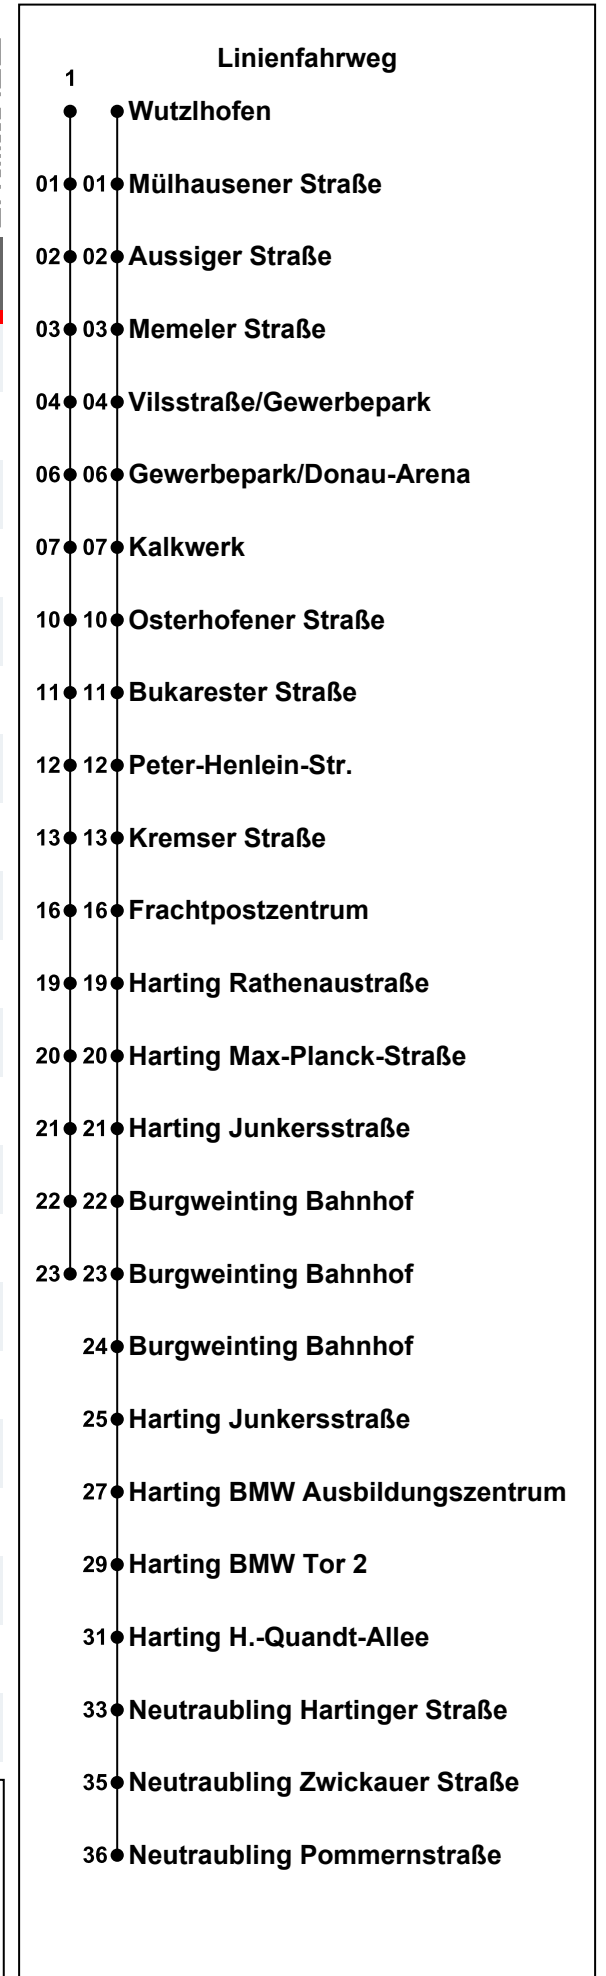 Linienfahrweg
1
Wutzlhofen
01 01 Mülhausener Straße
02 02 Aussiger Straße
03 03 Memeler Straße
04 04 Vilsstraße/Gewerbepark
06 06 Gewerbepark/Donau-Arena
07 07 Kalkwerk
10 10 Osterhofener Straße
11 11 Bukarester Straße
12 12 Peter-Henlein-Str.
13 13 Kremser Straße
16 16 Frachtpostzentrum
19 19 Harting Rathenaustraße
20 20 Harting Max-Planck-Straße
21 21 Harting Junkersstraße
22 22 Burgweinting Bahnhof
23 23 Burgweinting Bahnhof
24 Burgweinting Bahnhof
25 Harting Junkersstraße
27 Harting BMW Ausbildungszentrum
29 Harting BMW Tor 2
31 Harting H.-Quandt-Allee
33 Neutraubling Hartinger Straße
35 Neutraubling Zwickauer Straße
36 Neutraubling Pommernstraße